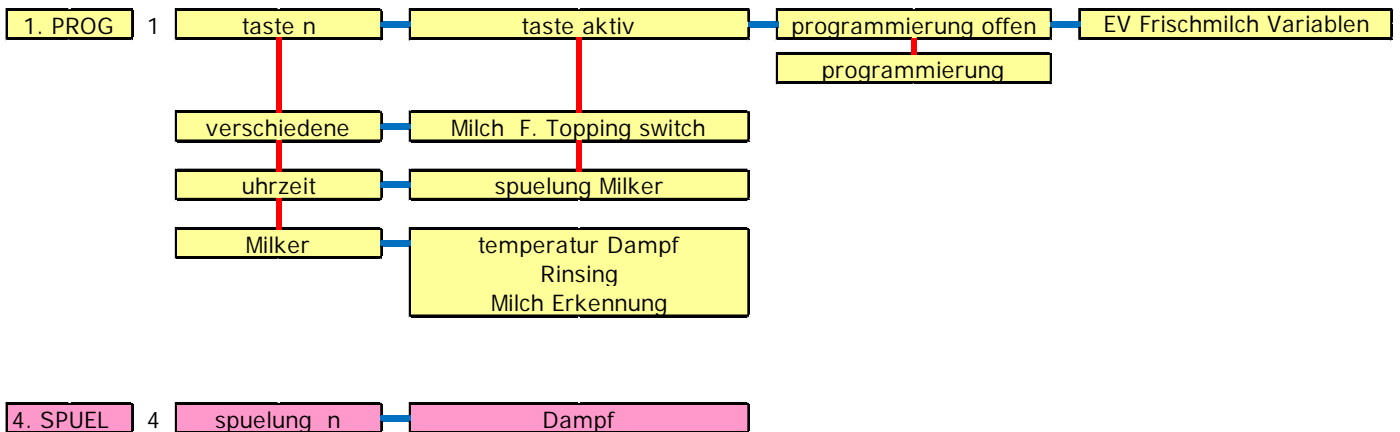 1. PROG 1 taste n taste aktiv programmierung offen EV Frischmilch Variablen
programmierung
verschiedene Milch F. Topping switch
uhrzeit spuelung Milker
Milker temperatur Dampf
Rinsing
Milch Erkennung
4. SPUEL 4 spuelung n Dampf